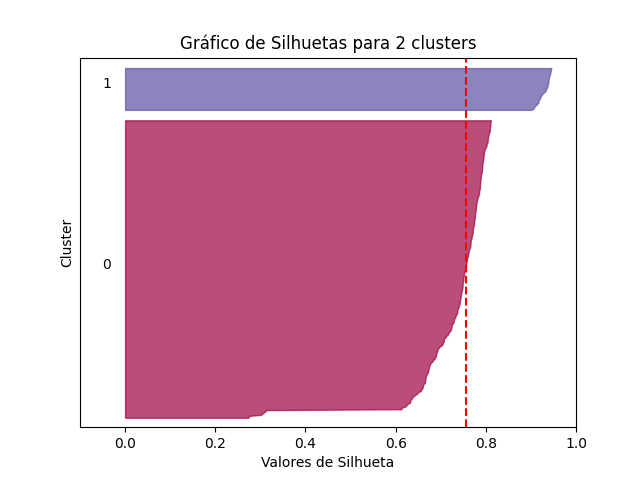 Gráfico de Silhuetas para 2 clusters
1
0
Cluster
0.0 0.2 0.4 0.6 0.8 1.0
Valores de Silhueta